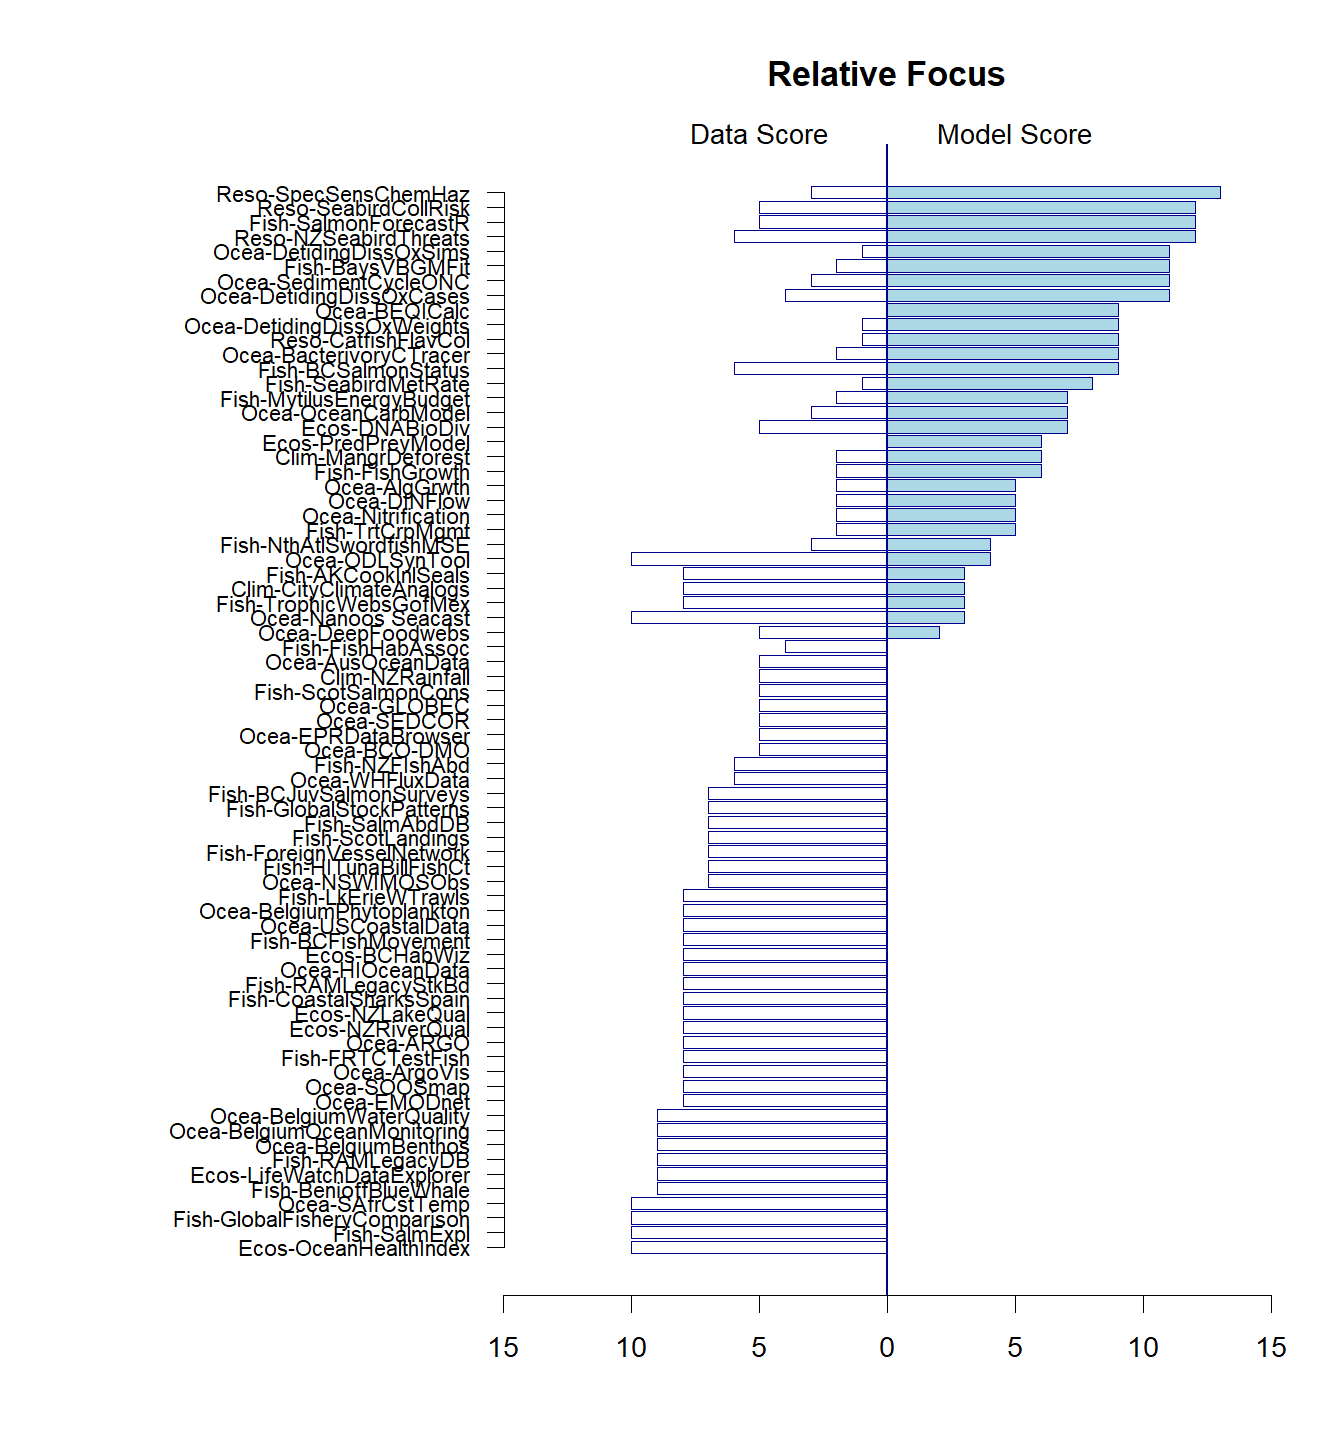 Relative Focus
Data Score Model Score
Reso-SpecSensChemHaz
Reso-SeabirdCollRisk
Fish-SalmonForecastR
Reso-NZSeabirdThreats
Ocea-DetidingDissOxSims
Fish-BaysVBGMFit
Ocea-SedimentCycleONC
Ocea-DetidingDissOxCases
Ocea-BEQICalc
Ocea-DetidingDissOxWeights
Reso-CatfishFlavCol
Ocea-BacterivoryCTracer
Fish-BCSalmonStatus
Fish-SeabirdMetRate
Fish-MytilusEnergyBudget
Ocea-OceanCarbModel
Ecos-DNABioDiv
Ecos-PredPreyModel
Clim-MangrDeforest
Fish-FishGrowth
Ocea-AlgGrwth
Ocea-DINFlow
Ocea-Nitrification
Fish-TrtCrpMgmt
Fish-NthAtlSwordfishMSE
Ocea-ODLSynTool
Fish-AKCookInlSeals
Clim-CityClimateAnalogs
Fish-TrophicWebsGofMex
Ocea-Nanoos Seacast
Ocea-DeepFoodwebs
Fish-FishHabAssoc
Ocea-AusOceanData
Clim-NZRainfall
Fish-ScotSalmonCons
Ocea-GLOBEC
Ocea-SEDCOR
Ocea-EPRDataBrowser
Ocea-BCO-DMO
Fish-NZFIshAbd
Ocea-WHFluxData
Fish-BCJuvSalmonSurveys
Fish-GlobalStockPatterns
Fish-SalmAbdDB
Fish-ScotLandings
Fish-ForeignVesselNetwork
Fish-HITunaBillFishCt
Ocea-NSWIMOSObs
Fish-LkErieWTrawls
Ocea-BelgiumPhytoplankton
Ocea-USCoastalData
Fish-BCFishMovement
Ecos-BCHabWiz
Ocea-HIOceanData
Fish-RAMLegacyStkBd
Fish-CoastalSharksSpain
Ecos-NZLakeQual
Ecos-NZRiverQual
Ocea-ARGO
Fish-FRTCTestFish
Ocea-ArgoVis
Ocea-SOOSmap
Ocea-EMODnet
Ocea-BelgiumWaterQuality
Ocea-BelgiumOceanMonitoring
Ocea-BelgiumBenthos
Fish-RAMLegacyDB
Ecos-LifeWatchDataExplorer
Fish-BenioffBlueWhale
Ocea-SAfrCstTemp
Fish-GlobalFisheryComparison
Fish-SalmExpl
Ecos-OceanHealthIndex
15 10 5 0 5 10 15